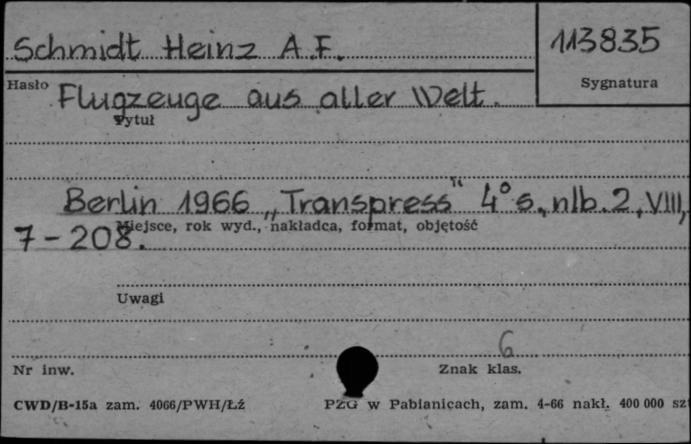 Schmidt Heinz A.F.
113835
Hasło
Sygnatura
Flugzeuge aus aller Welt.
Tytuł
Berlin 1966 „Transpress" 4° s. nlb. 2, VIII,
Miejsce, rok wyd., nakładca, format, objętość
7-208.
Uwagi
6
Nr inw.
Znak klas.
CWD/B-15a zam. 4066/PWH/Łź
PZG w Pabianicach, zam. 4-66 nakł. 400 000 szt